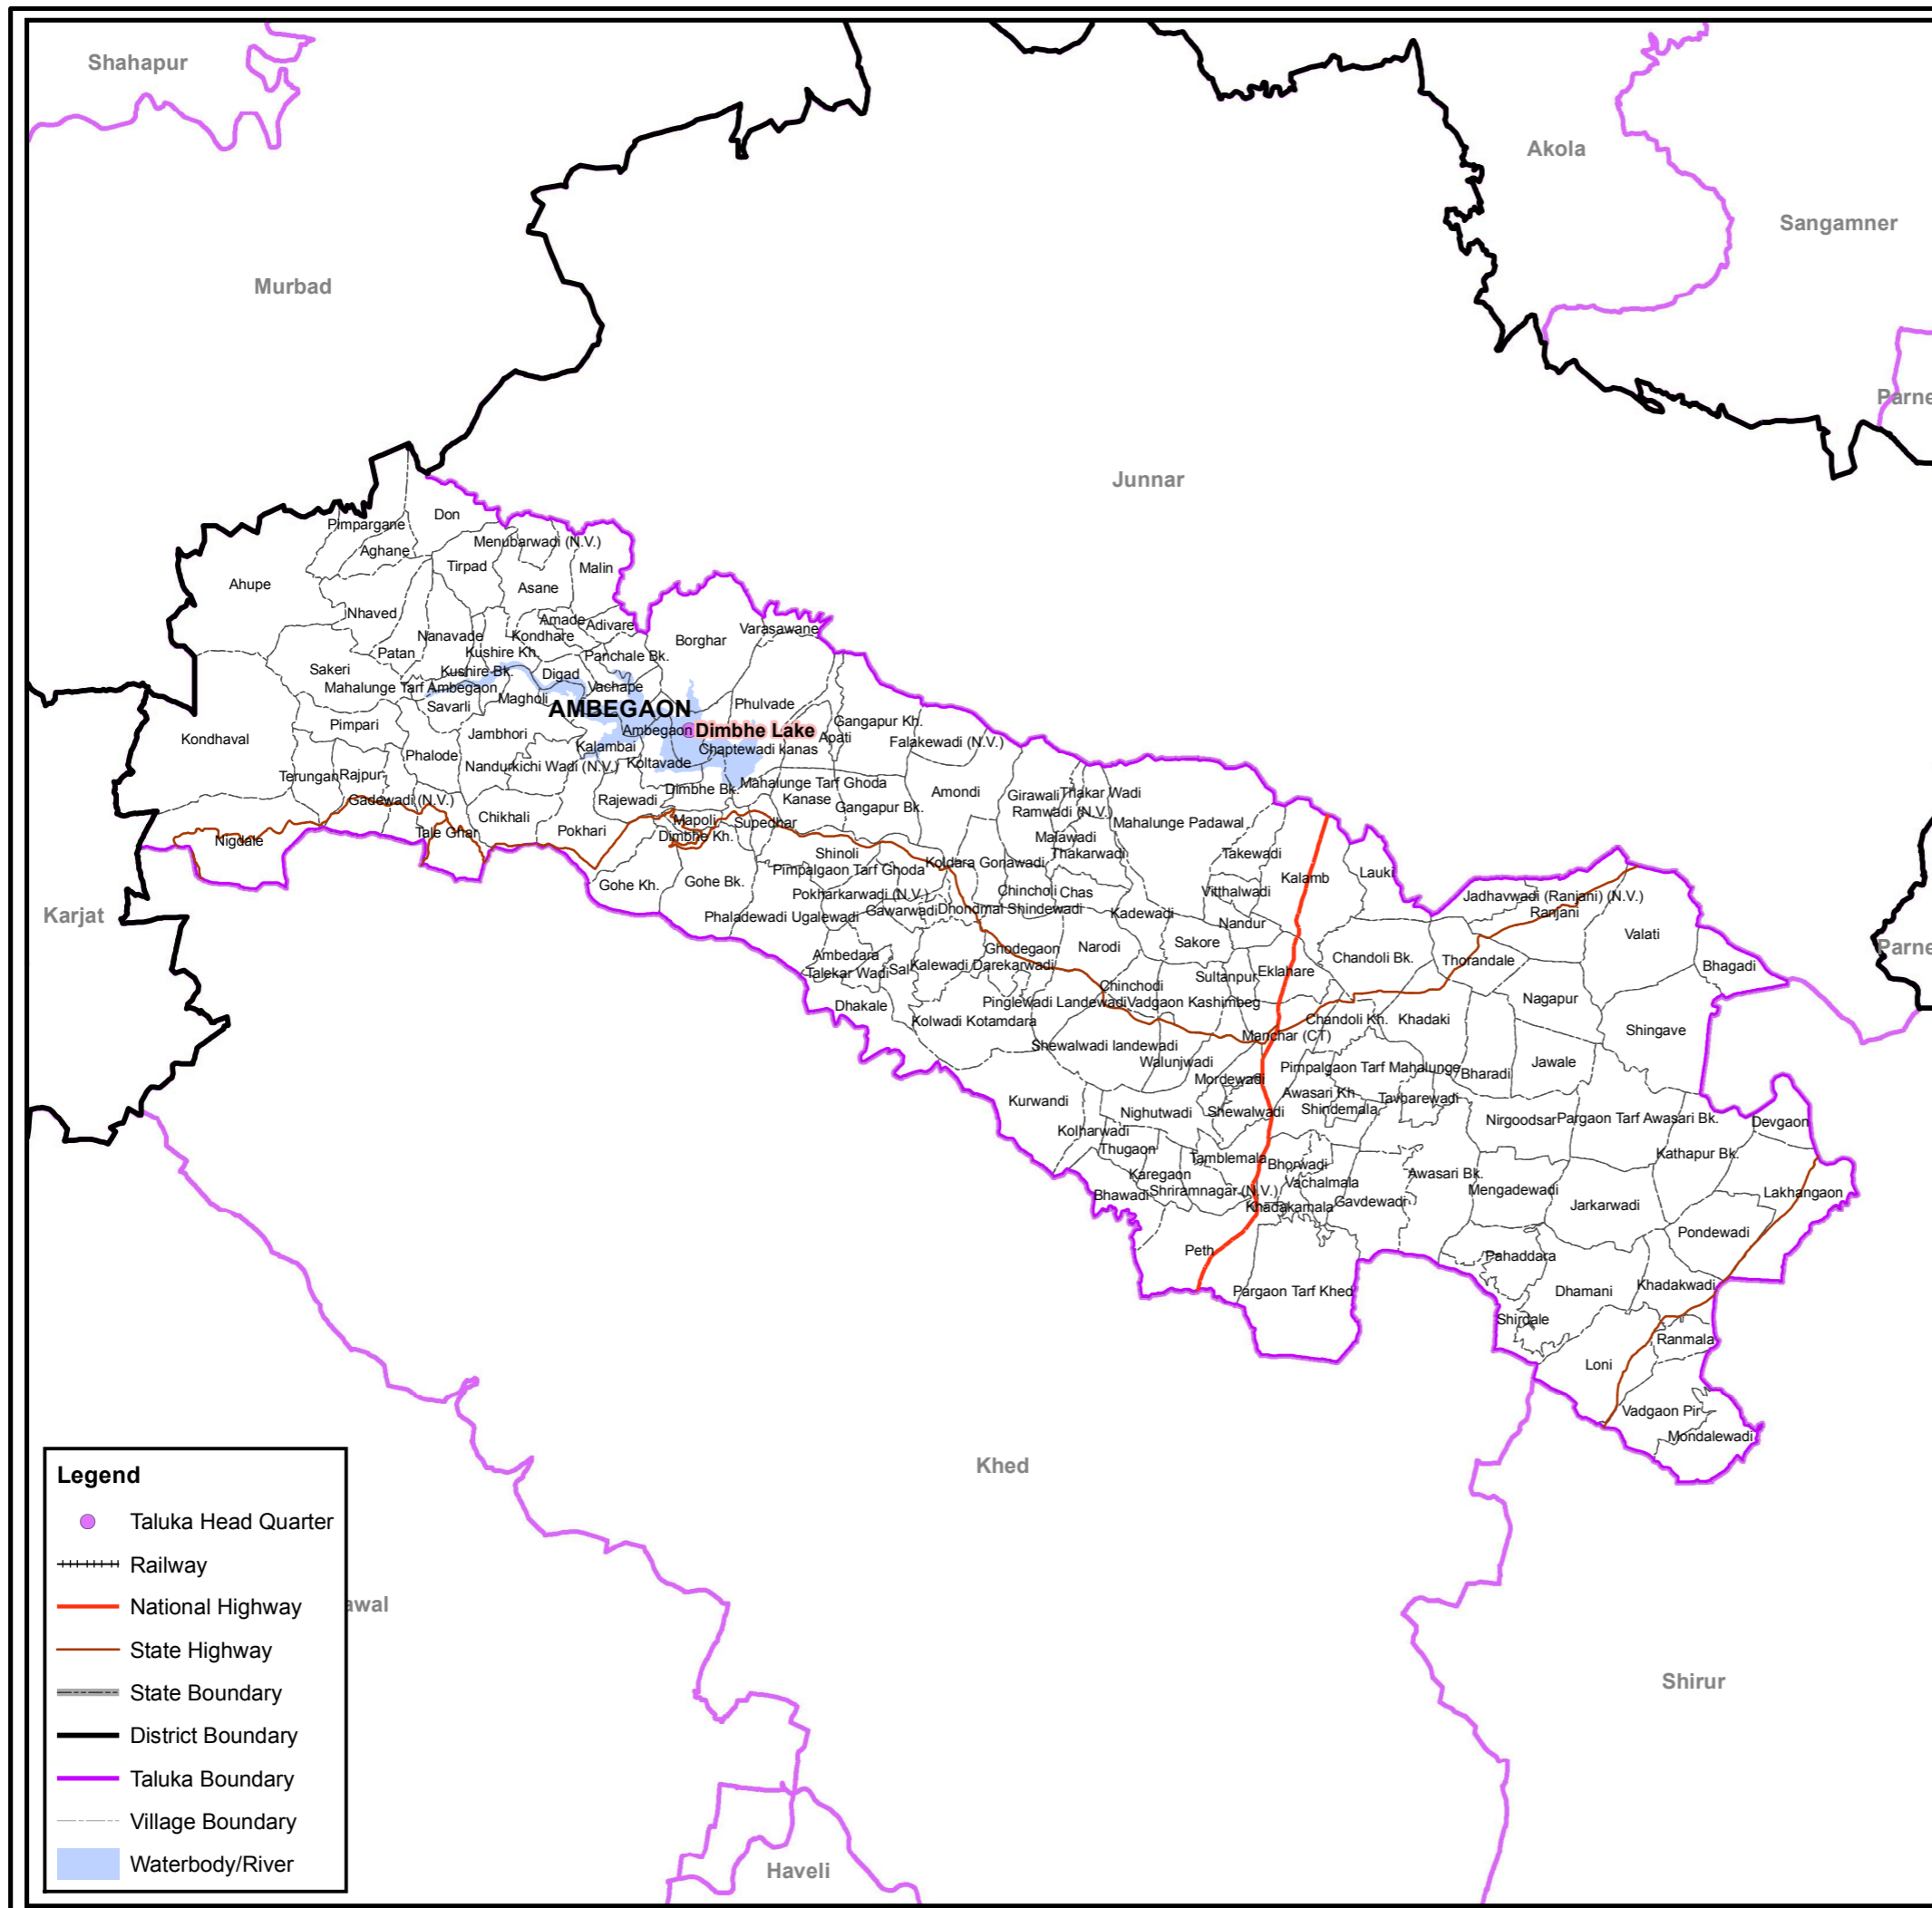 Shahapur
Akola
Sangamner
Murbad
Parne
Junnar
Don
Pimpargane
Menubarwadi (N.V.)
Aghane
Tirpad
Malin
Ahupe
Asane
Nhaved
Amade
Adivare
Varasawane
Nanavade
Kondhare
Borghar
Patan
Kushire Kh.
Panchale Bk.
Sakeri
Kushire Bk.
Digad
Mahalunge Tarf Ambegaon
Vachape
Savarli
Magholi
Phulvade
AMBEGAON
Pimpari
Gangapur Kh.
Ambegaon
Dimbhe Lake
Kondhaval
Jambhori
Apati
Falakewadi (N.V.)
Kalambai
Chaptewadi kanas
Phalode
Nandurkichi Wadi (N.V.)
Koltavade
Terungan
Rajpur
Dimbhe Bk.
Mahalunge Tarf Ghoda
Amondi
Girawali
Thakar Wadi
Gadewadi (N.V.)
Rajewadi
Kanase
Gangapur Bk.
Ramwadi (N.V.)
Chikhali
Mapoli
Supedhar
Mahalunge Padawal
Tale Ghar
Pokhari
Dimbhe Kh.
Malawadi
Nigdale
Shinoli
Thakarwadi
Takewadi
Koldara Gonawadi
Pimpalgaon Tarf Ghoda
Kalamb
Lauki
Gohe Kh.
Gohe Bk.
Pokharkarwadi (N.V.)
Chincholi
Chas
Vitthalwadi
Jadhavwadi (Ranjani) (N.V.)
Karjat
Phaladewadi Ugalewadi
Gawarwadi
Dhondmal Shindewadi
Kadewadi
Nandur
Ranjani
Valati
Parne
Ambedara
Ghodegaon
Narodi
Sakore
Chandoli Bk.
Thorandale
Bhagadi
Talekar Wadi
Sal
Kalewadi Darekarwadi
Sultanpur
Eklahare
Chinchodi
Dhakale
Pinglewadi Landewadi
Vadgaon Kashimbeg
Nagapur
Kolwadi Kotamdara
Chandoli Kh.
Khadaki
Shingave
Manchar (CT)
Shewalwadi landewadi
Walunjwadi
Jawale
Mordewadi
Pimpalgaon Tarf Mahalunge
Bharadi
Kurwandi
Awasari Kh.
Tavharewadi
Nighutwadi
Shewalwadi
Shindemala
Nirgoodsar
Pargaon Tarf Awasari Bk.
Devgaon
Kolharwadi
Thugaon
Kathapur Bk.
Tamblemala
Bhorwadi
Karegaon
Awasari Bk.
Vachalmala
Bhawadi
Shriramnagar (N.V.)
Mengadewadi
Lakhangaon
Khadakamala
Gavdewadi
Jarkarwadi
Pondewadi
Peth
Pahaddara
Pargaon Tarf Khed
Dhamani
Khadakwadi
Shirdale
Ranmala
Loni
Vadgaon Pir
Mondalewadi
Khed
Legend
Taluka Head Quarter
Railway
National Highway
awal
State Highway
State Boundary
Shirur
District Boundary
Taluka Boundary
Village Boundary
Waterbody/River
Haveli